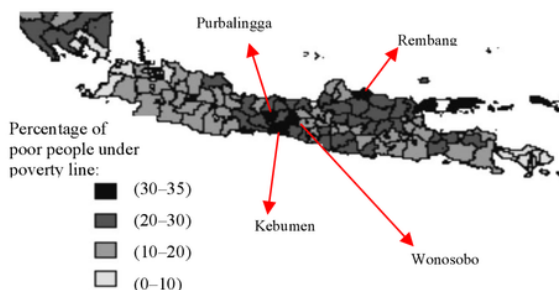 Purbalingga
Rembang
Percentage of
poor people under
poverty line:
(30–35)
(20–30)
(10–20)
(0–10)
Kebumen
Wonosobo